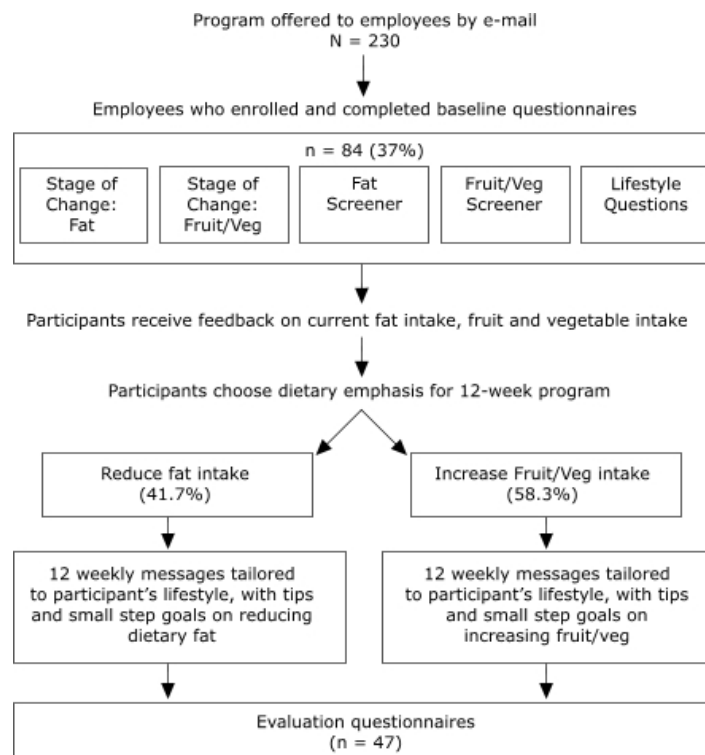 Program offered to employees by e-mail
N = 230
Employees who enrolled and completed baseline questionnaires
n = 84 (37%)
Stage of
Change:
Fat
Stage of
Change:
Fruit/Veg
Fat
Screener
Fruit/Veg
Screener
Lifestyle
Questions
Participants receive feedback on current fat intake, fruit and vegetable intake
Participants choose dietary emphasis for 12-week program
Reduce fat intake
(41.7%)
Increase Fruit/Veg intake
(58.3%)
12 weekly messages tailored
to participant's lifestyle, with tips
and small step goals on reducing
dietary fat
12 weekly messages tailored
to participant's lifestyle, with tips
and small step goals on
increasing fruit/veg
Evaluation questionnaires
(n = 47)